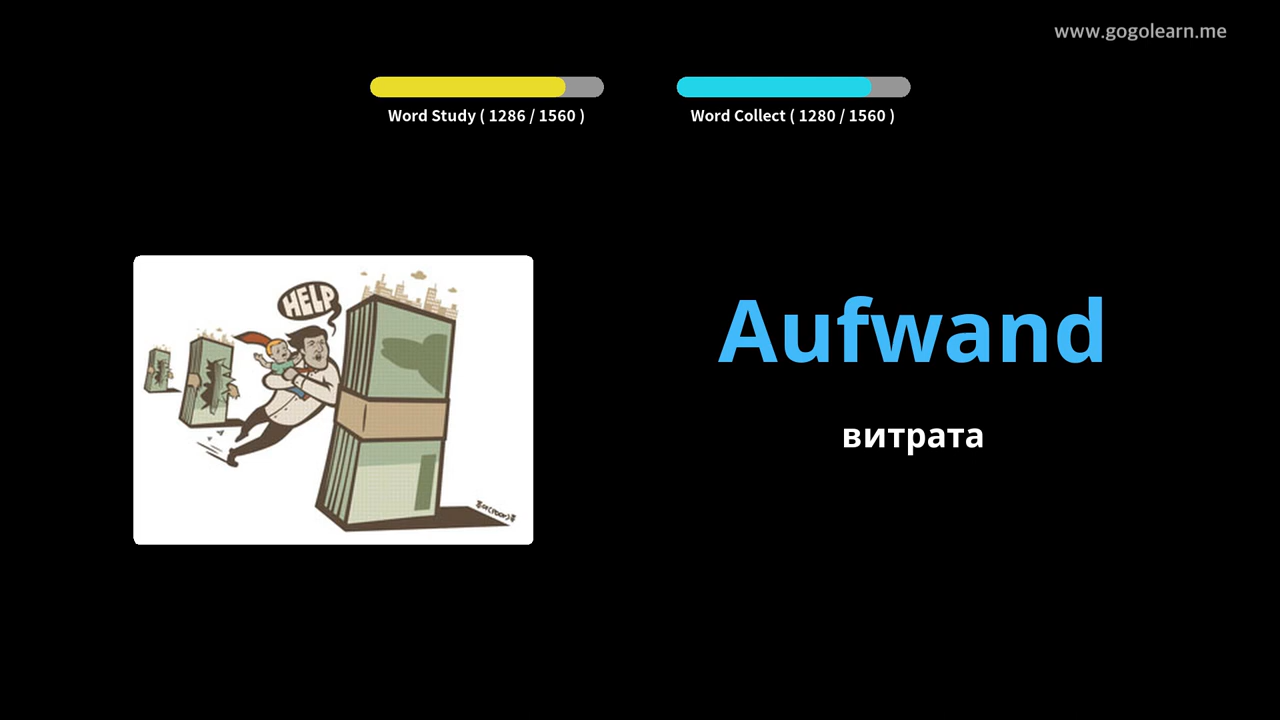 www.gogolearn.me
Word Study ( 1286 / 1560 )
Word Collect ( 1280 / 1560 )
HELP
Aufwand
витрата